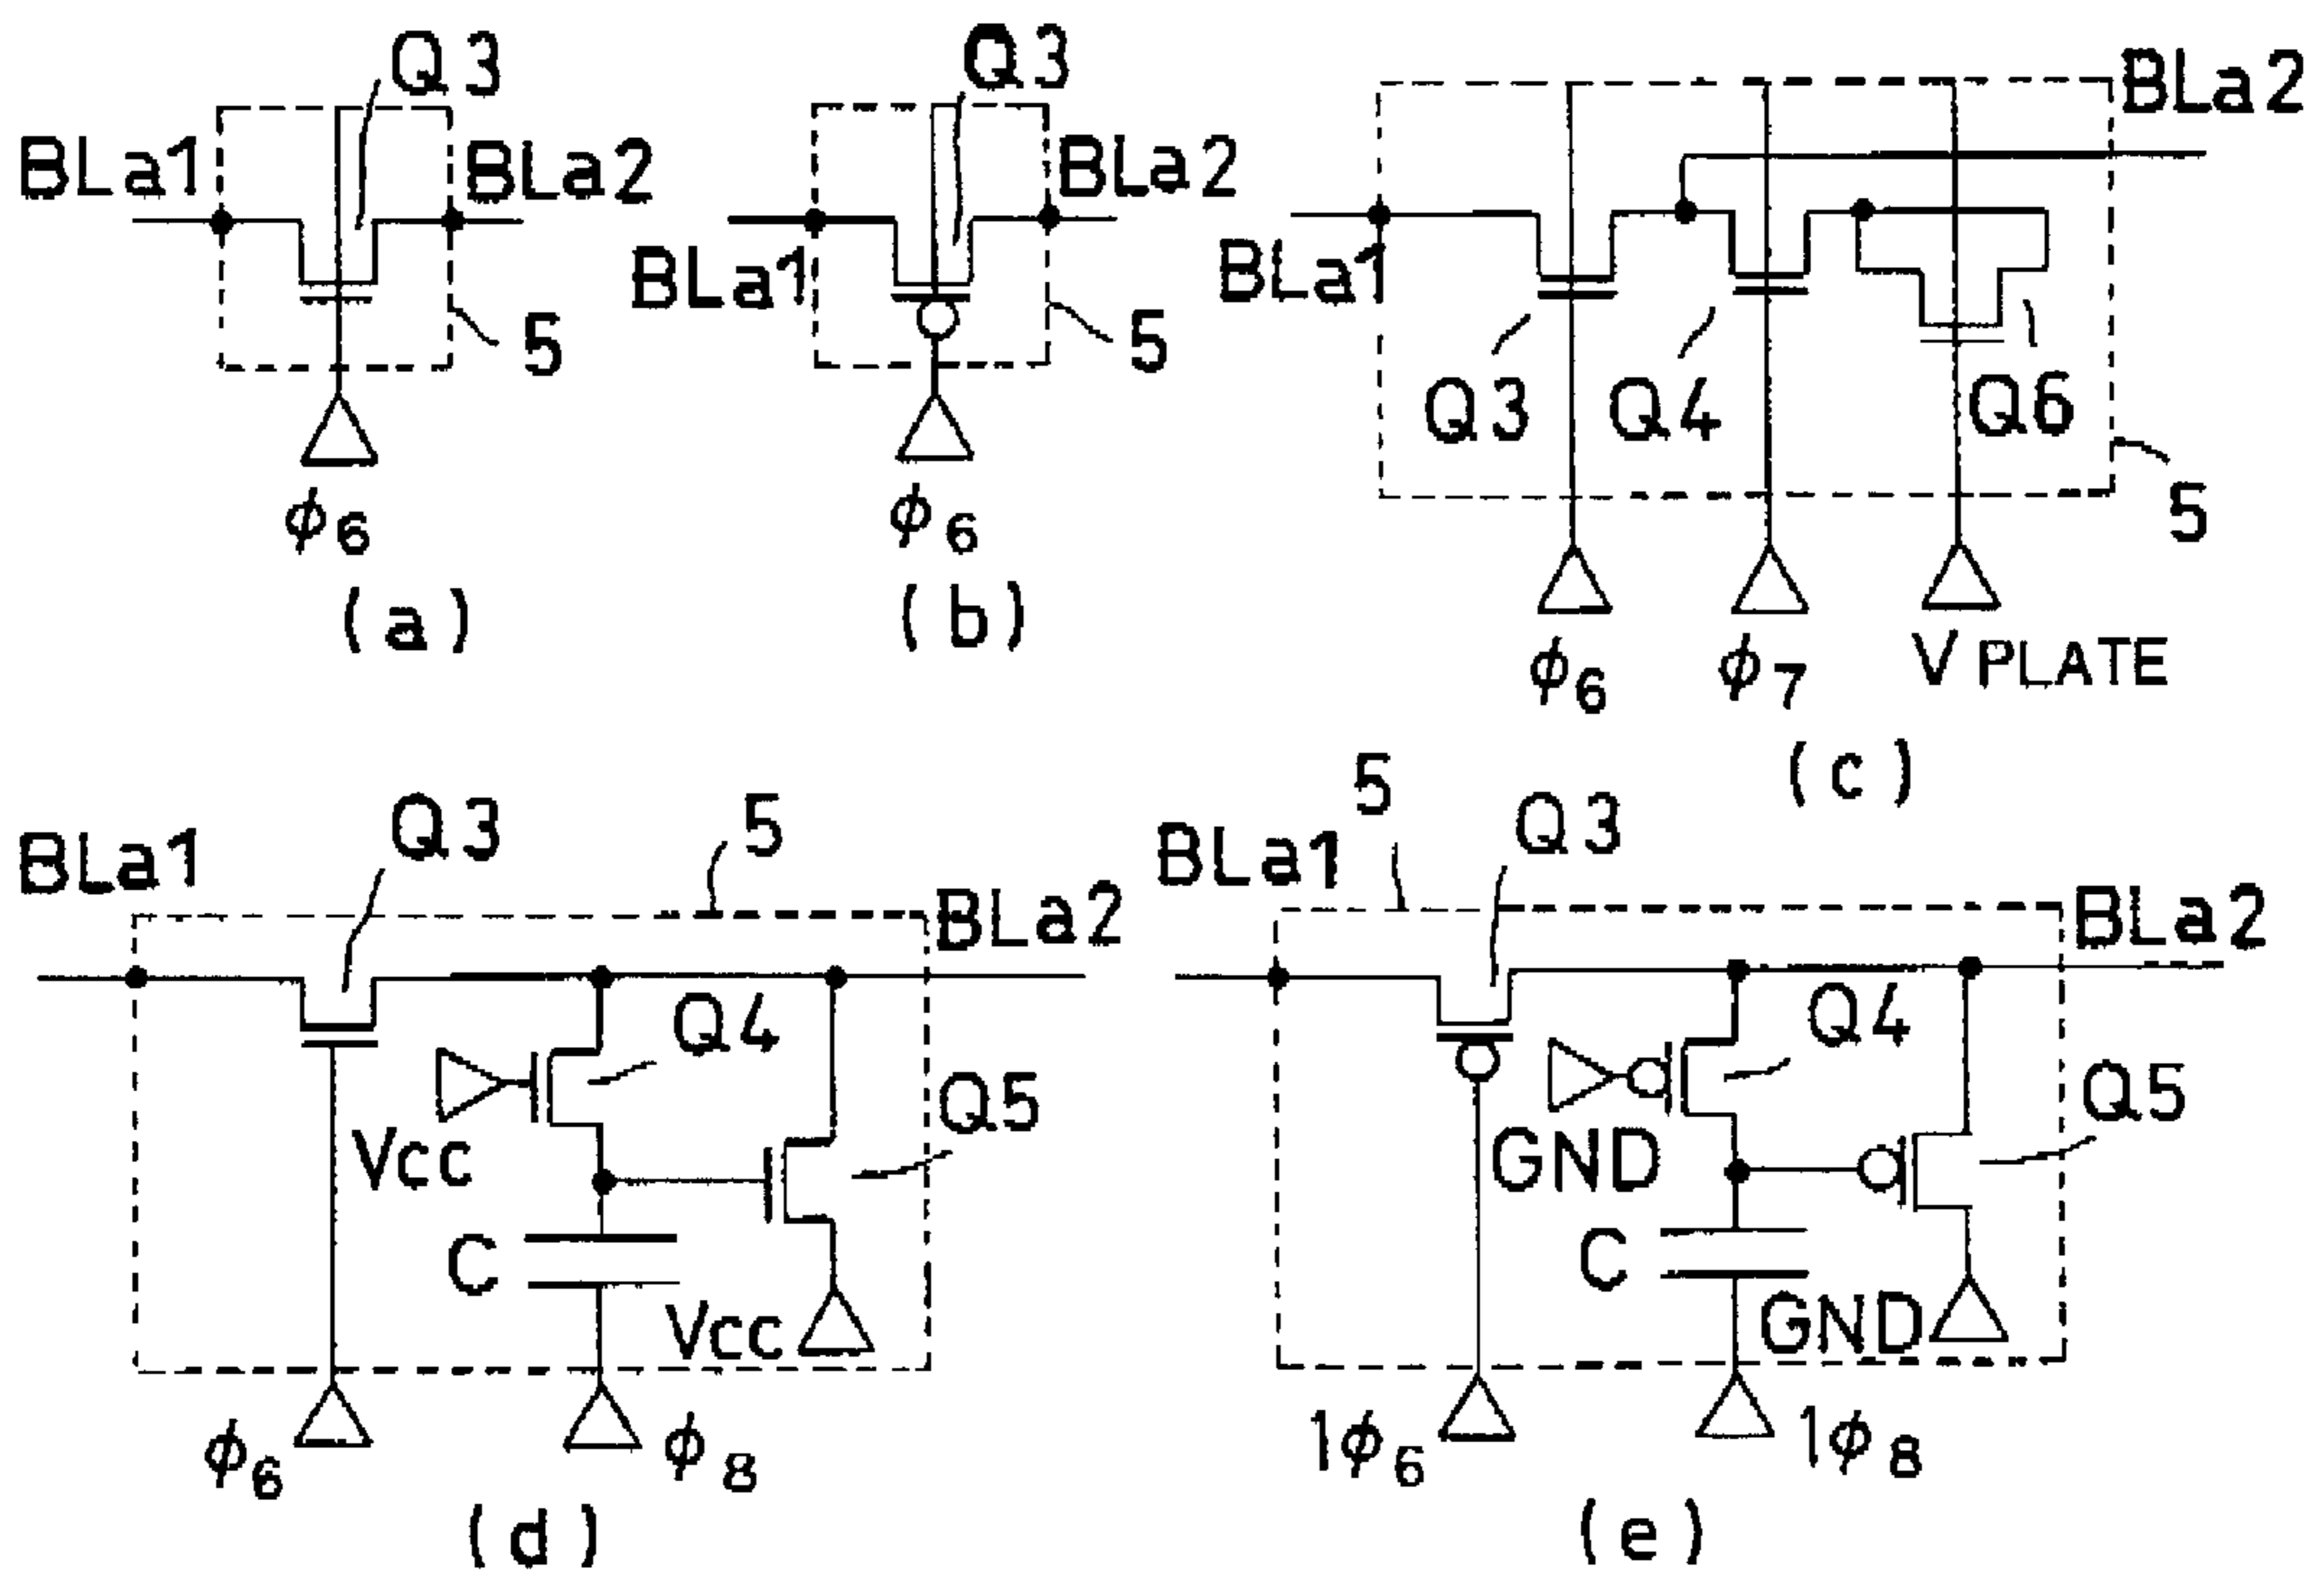 Q3
BLa1
BLa2
5
ϕ6
(a)
Q3
BLa2
BLa1
5
ϕ6
(b)
BLa2
BLa1
Q3
Q4
Q6
5
ϕ6
ϕ7
V PLATE
(c)
BLa1
Q3
5
BLa2
Q4
Q5
Vcc
C
Vcc
ϕ6
ϕ8
(d)
5
BLa1
Q3
BLa2
Q4
Q5
GND
C
GND
1ϕ6
1ϕ8
(e)